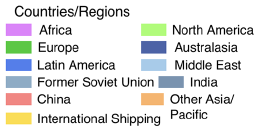 Countries/Regions
Africa
North America
Europe
Australasia
Latin America
Middle East
Former Soviet Union
India
China
Other Asia/
Pacific
International Shipping